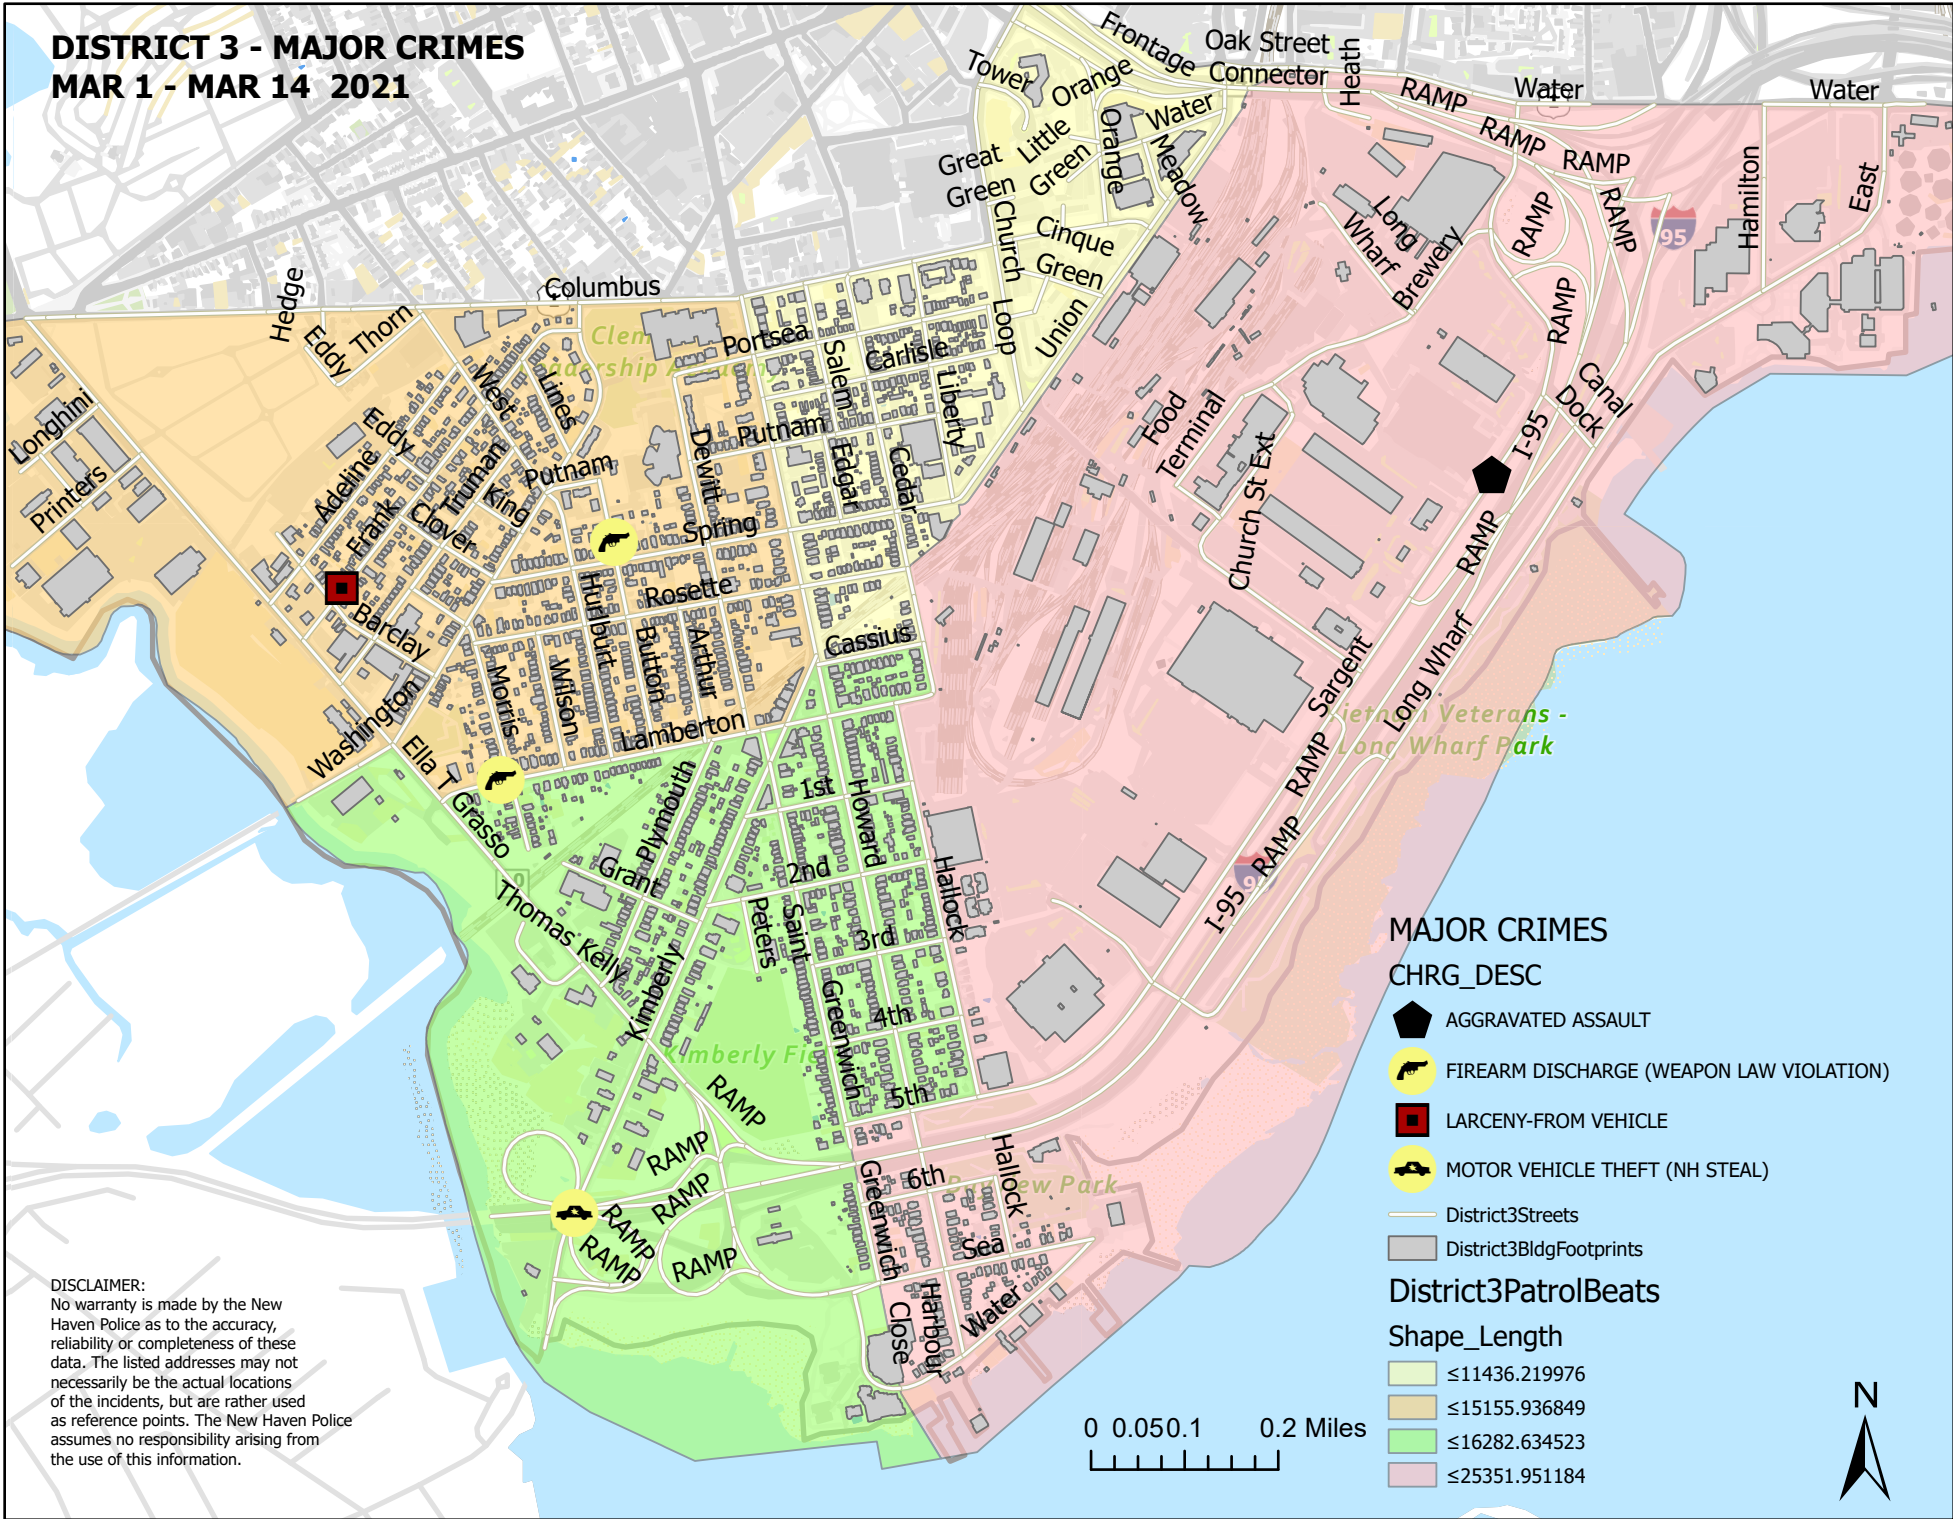 DISTRICT 3 - MAJOR CRIMES
MAR 1 - MAR 14 2021
Frontage
Oak Street
Connector
Heath
RAMP
Water
Water
Tower
Orange
Little
Water
Orange
Meadow
Great
Green
Green
Church
Cinque
Green
Loop
Union
RAMP
RAMP
RAMP
RAMP
95
Hamilton
East
Long
Wharf
Brewery
RAMP
Canal
Dock
I-95
Hedge
Columbus
Eddy
Thorn
Portsea
Salem
Carlisle
Liberty
Longhini
Printers
West
Lines
Eddy
Adeline
Frank
Truman
Clover
King
Putnam
Dewitt
Putnam
Edgar
Cedar
Food
Terminal
Church St Ext
Spring
Hurlburt
Rosette
Barclay
Button
Arthur
Cassius
RAMP
Sargent
Long Wharf
Washington
Morris
Wilson
Lamberton
Ella T
Grasso
Plymouth
1st
Howard
Vietnam Veterans -
Long Wharf Park
RAMP
RAMP
I-95
Grant
2nd
Hallock
Thomas Kelly
Peters
Saint
3rd
Kimberly
Greenwich
4th
5th
RAMP
RAMP
RAMP
RAMP
RAMP
RAMP
Greenwich
6th
Hallock
Sea
Close
Harbour
Water
MAJOR CRIMES
CHRG_DESC
AGGRAVATED ASSAULT
FIREARM DISCHARGE (WEAPON LAW VIOLATION)
LARCENY-FROM VEHICLE
MOTOR VEHICLE THEFT (NH STEAL)
District3Streets
District3BldgFootprints
District3PatrolBeats
Shape_Length
≤11436.219976
≤15155.936849
≤16282.634523
≤25351.951184
DISCLAIMER:
No warranty is made by the New
Haven Police as to the accuracy,
reliability or completeness of these
data. The listed addresses may not
necessarily be the actual locations
of the incidents, but are rather used
as reference points. The New Haven Police
assumes no responsibility arising from
the use of this information.
0 0.05 0.1 0.2 Miles
N